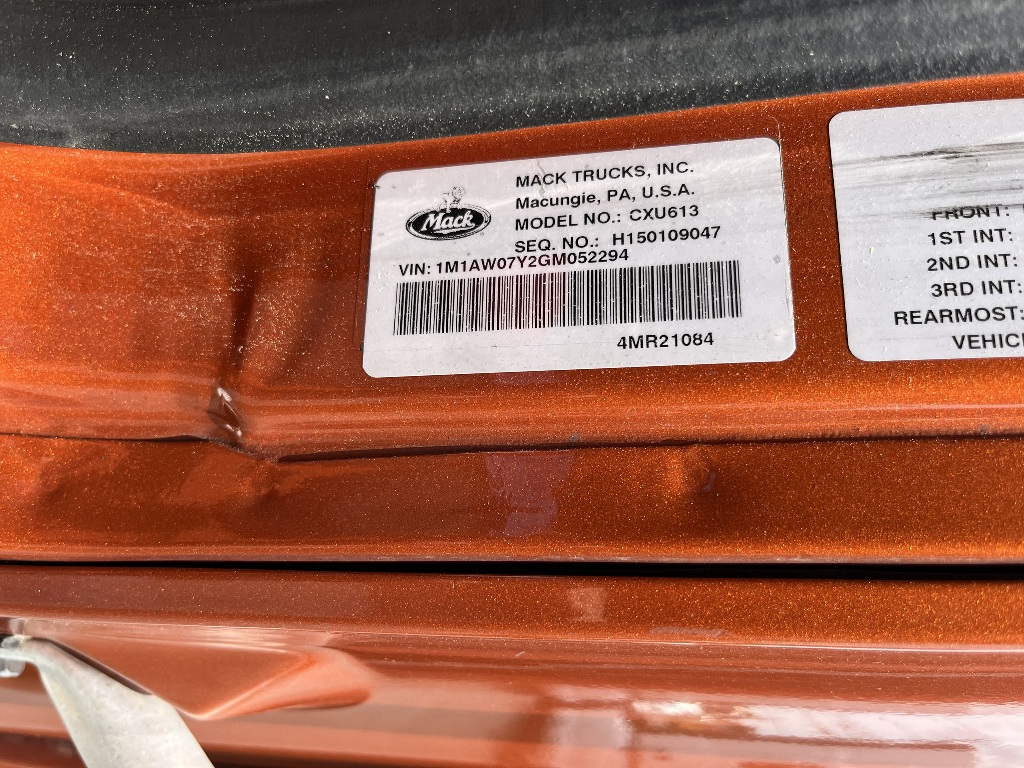 MACK TRUCKS, INC.
Macungie, PA, U.S.A.
MODEL NO.: CXU613
SEQ. NO.: H150109047
Mack
VIN: 1M1AW07Y2GM052294
4MR21084
FRONT:
1ST INT:
2ND INT:
3RD INT:
REARMOST: